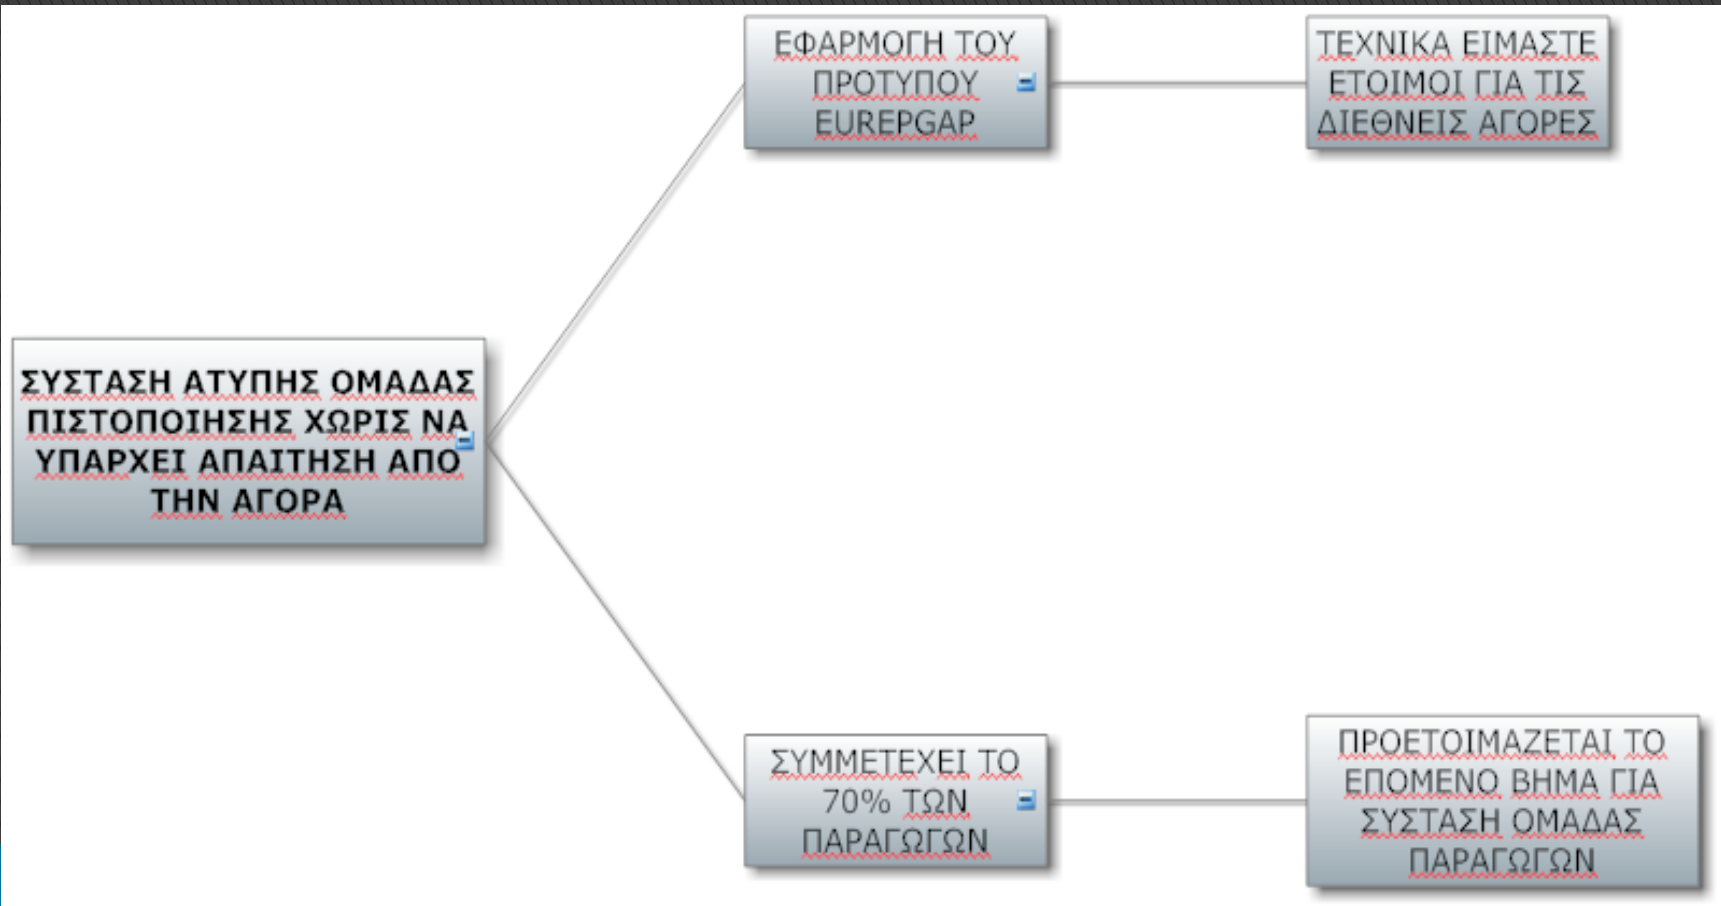 ΣΥΣΤΑΣΗ ΑΤΥΠΗΣ ΟΜΑΔΑΣ
ΠΙΣΤΟΠΟΙΗΣΗΣ ΧΩΡΙΣ ΝΑ
ΥΠΑΡΧΕΙ ΑΠΑΙΤΗΣΗ ΑΠΟ
ΤΗΝ ΑΓΟΡΑ
ΕΦΑΡΜΟΓΗ ΤΟΥ
ΠΡΟΤΥΠΟΥ
EUREPGAP
ΤΕΧΝΙΚΑ ΕΙΜΑΣΤΕ
ΕΤΟΙΜΟΙ ΓΙΑ ΤΙΣ
ΔΙΕΘΝΕΙΣ ΑΓΟΡΕΣ
ΣΥΜΜΕΤΕΧΕΙ ΤΟ
70% ΤΩΝ
ΠΑΡΑΓΩΓΩΝ
ΠΡΟΕΤΟΙΜΑΖΕΤΑΙ ΤΟ
ΕΠΟΜΕΝΟ ΒΗΜΑ ΓΙΑ
ΣΥΣΤΑΣΗ ΟΜΑΔΑΣ
ΠΑΡΑΓΩΓΩΝ